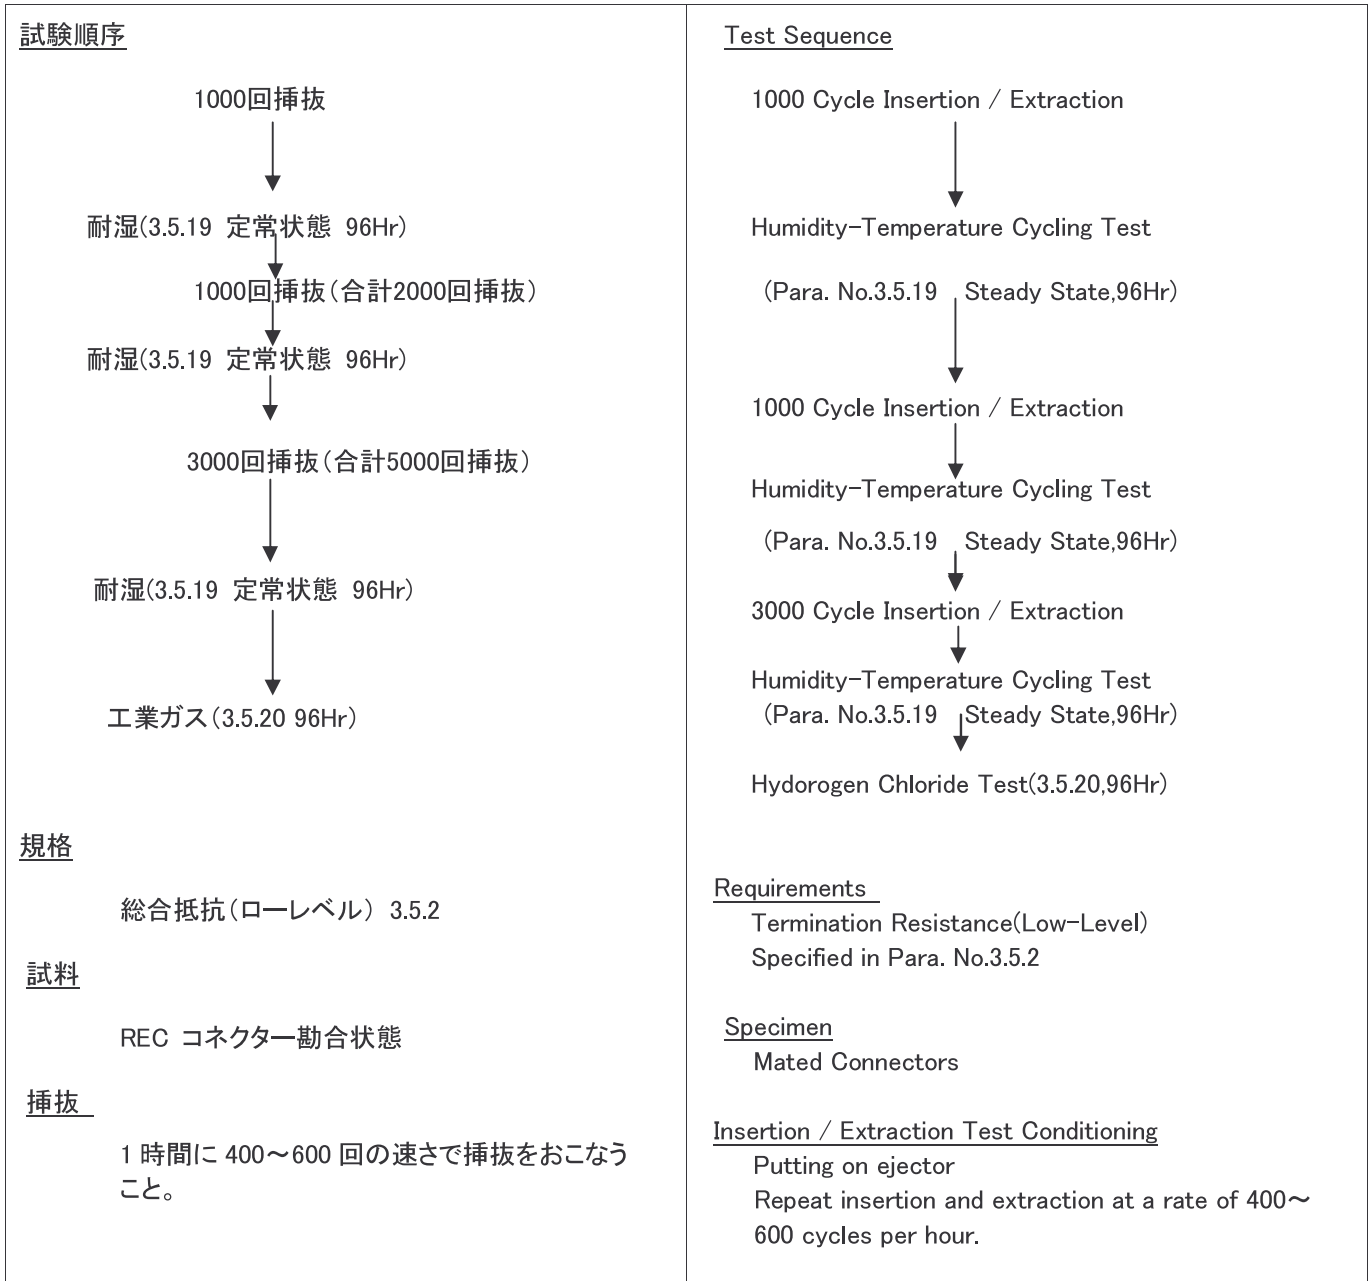 試験順序
1000回挿抜
耐湿(3.5.19 定常状態 96Hr)
1000回挿抜(合計2000回挿抜)
耐湿(3.5.19 定常状態 96Hr)
3000回挿抜(合計5000回挿抜)
耐湿(3.5.19 定常状態 96Hr)
工業ガス(3.5.20 96Hr)
規格
総合抵抗(ローレベル) 3.5.2
試料
REC コネクター勘合状態
挿抜
1 時間に 400～600 回の速さで挿抜をおこなう
こと。
Test Sequence
1000 Cycle Insertion / Extraction
Humidity-Temperature Cycling Test
(Para. No.3.5.19 Steady State,96Hr)
1000 Cycle Insertion / Extraction
Humidity-Temperature Cycling Test
(Para. No.3.5.19 Steady State,96Hr)
3000 Cycle Insertion / Extraction
Humidity-Temperature Cycling Test
(Para. No.3.5.19 Steady State,96Hr)
Hydorogen Chloride Test(3.5.20,96Hr)
Requirements
Termination Resistance(Low-Level)
Specified in Para. No.3.5.2
Specimen
Mated Connectors
Insertion / Extraction Test Conditioning
Putting on ejector
Repeat insertion and extraction at a rate of 400～
600 cycles per hour.